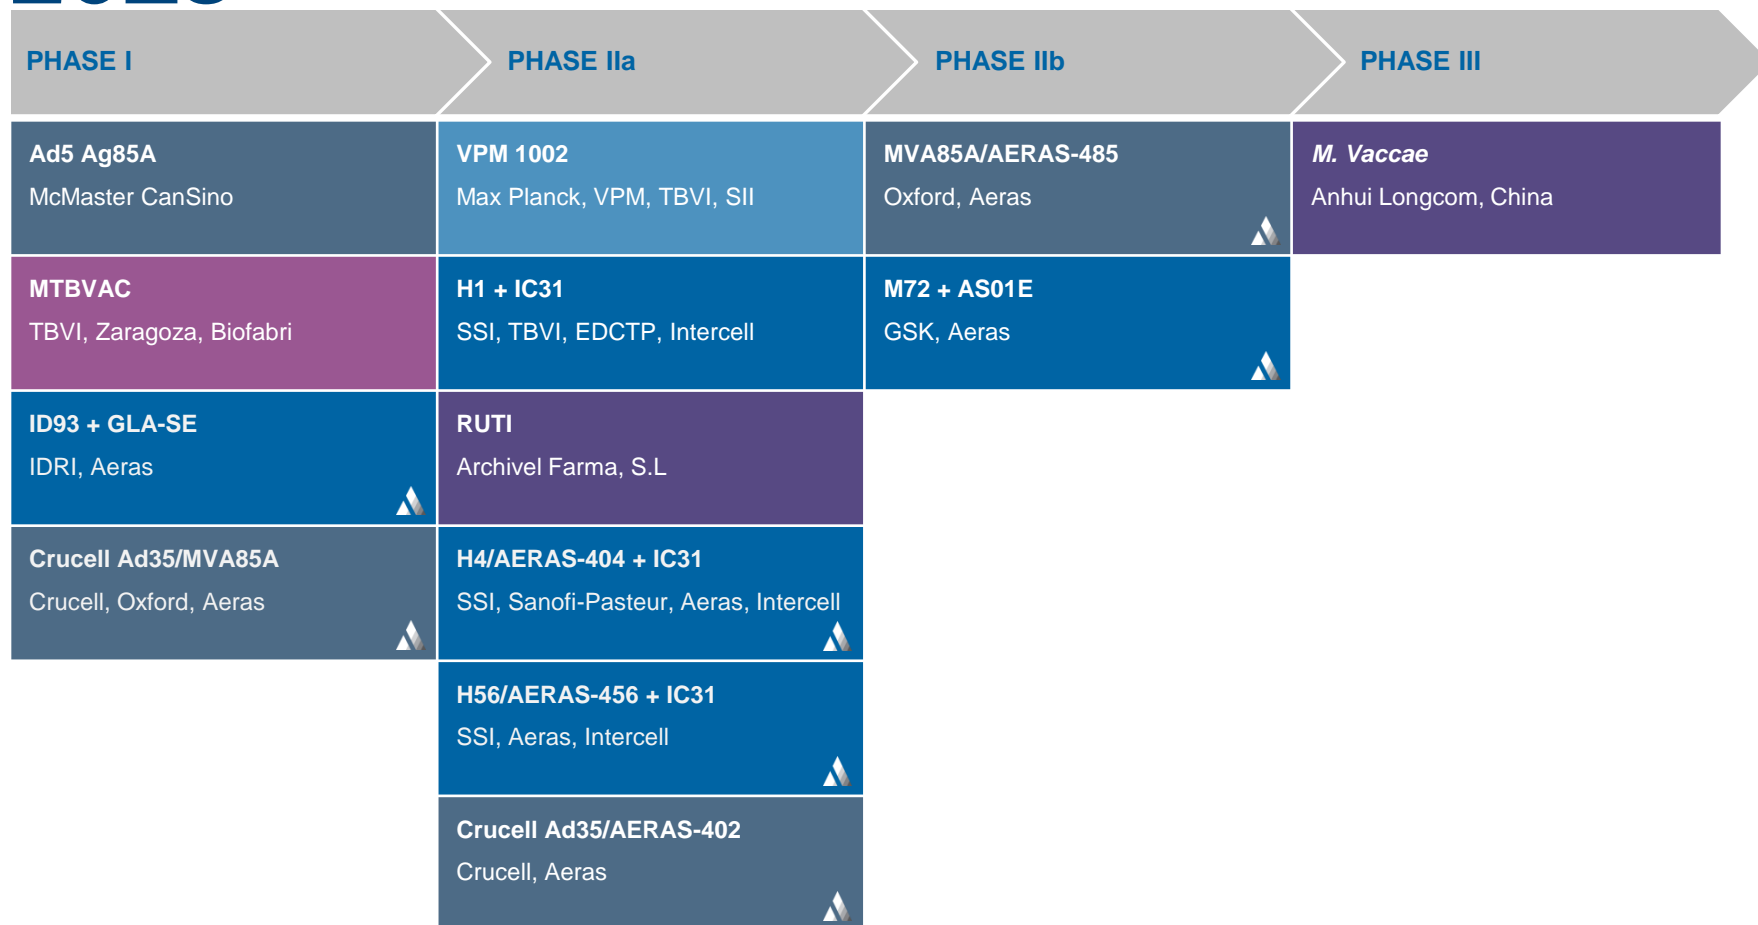 PHASE I
PHASE IIa
PHASE IIb
PHASE III
Ad5 Ag85A
McMaster CanSino
VPM 1002
Max Planck, VPM, TBVI, SII
MVA85A/AERAS-485
Oxford, Aeras
M. Vaccae
Anhui Longcom, China
MTBVAC
TBVI, Zaragoza, Biofabri
H1 + IC31
SSI, TBVI, EDCTP, Intercell
M72 + AS01E
GSK, Aeras
ID93 + GLA-SE
IDRI, Aeras
RUTI
Archivel Farma, S.L
Crucell Ad35/MVA85A
Crucell, Oxford, Aeras
H4/AERAS-404 + IC31
SSI, Sanofi-Pasteur, Aeras, Intercell
H56/AERAS-456 + IC31
SSI, Aeras, Intercell
Crucell Ad35/AERAS-402
Crucell, Aeras